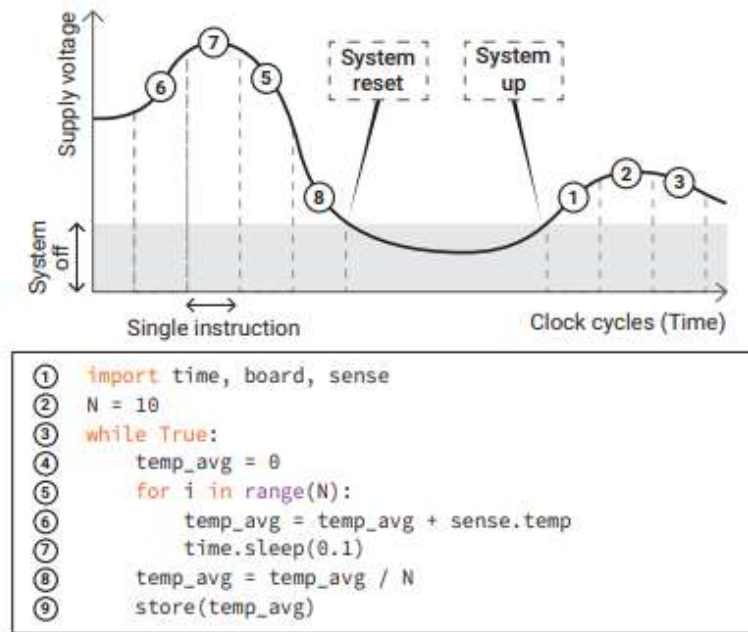 Supply voltage
System off
6
7
5
8
System
reset
System
up
1
2
3
Single instruction
Clock cycles (Time)
1 import time, board, sense
2 N = 10
3 while True:
4 temp_avg = 0
5 for i in range(N):
6 temp_avg = temp_avg + sense.temp
7 time.sleep(0.1)
8 temp_avg = temp_avg / N
9 store(temp_avg)